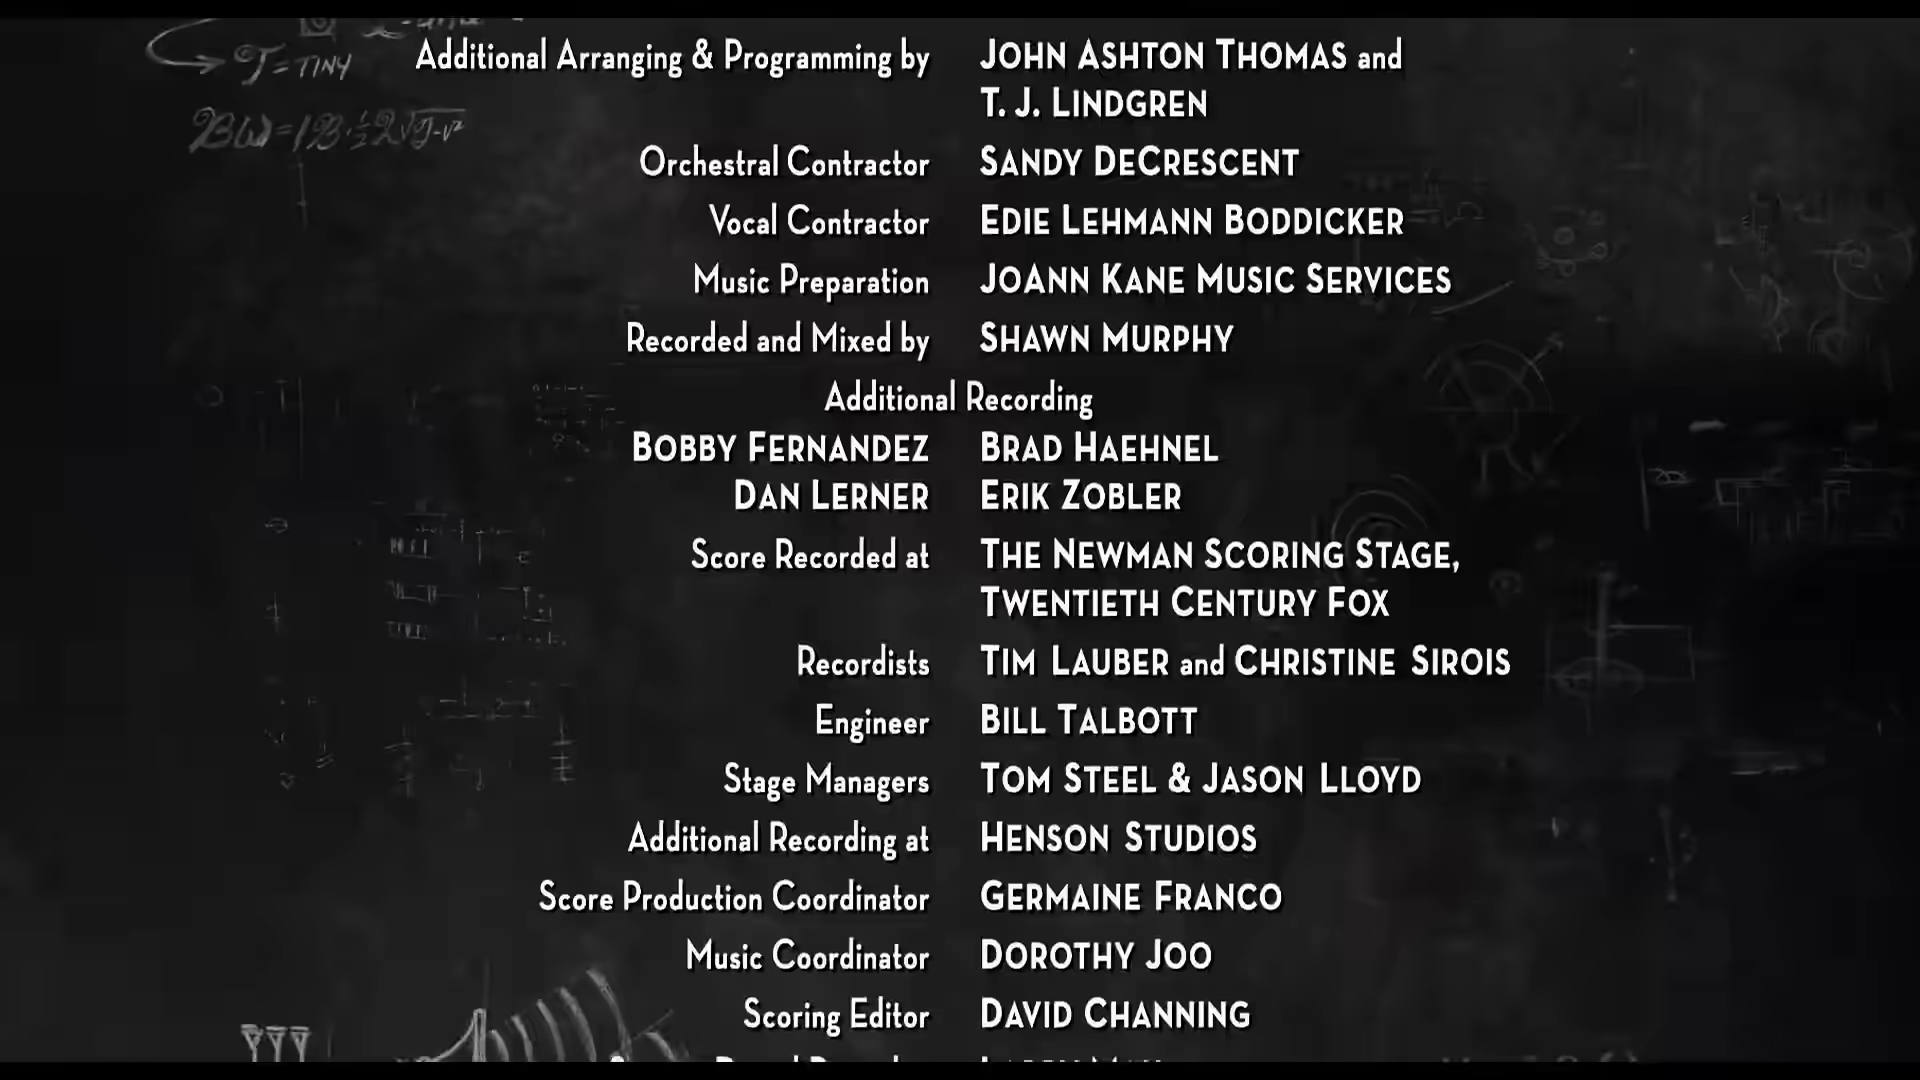 Additional Arranging & Programming by JOHN ASHTON THOMAS and
T. J. LINDGREN
Orchestral Contractor SANDY DECRESCENT
Vocal Contractor EDIE LEHMANN BODDICKER
Music Preparation JOANN KANE MUSIC SERVICES
Recorded and Mixed by SHAWN MURPHY
Additional Recording
BOBBY FERNANDEZ BRAD HAEHNEL
DAN LERNER ERIK ZOBLER
Score Recorded at THE NEWMAN SCORING STAGE,
TWENTIETH CENTURY FOX
Recordists TIM LAUBER and CHRISTINE SIROIS
Engineer BILL TALBOTT
Stage Managers TOM STEEL & JASON LLOYD
Additional Recording at HENSON STUDIOS
Score Production Coordinator GERMAINE FRANCO
Music Coordinator DOROTHY JOO
Scoring Editor DAVID CHANNING